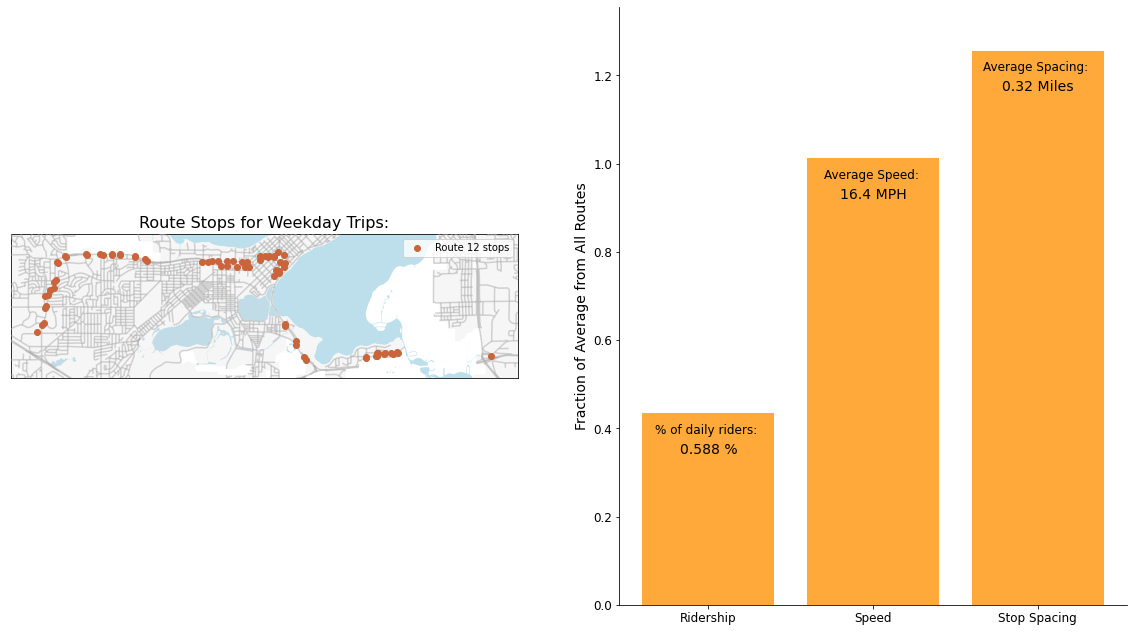 Route Stops for Weekday Trips:
Route 12 stops
Fraction of Average from All Routes
1.2
1.0
0.8
0.6
0.4
0.2
0.0
% of daily riders:
0.588 %
Average Speed:
16.4 MPH
Average Spacing:
0.32 Miles
Ridership
Speed
Stop Spacing